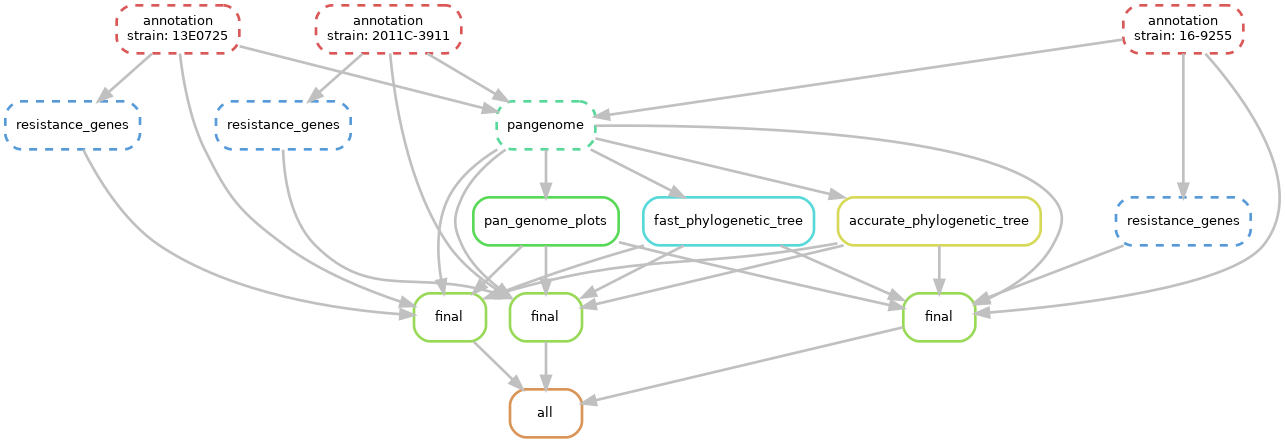 annotation
strain: 13E0725
annotation
strain: 2011C-3911
annotation
strain: 16-9255
resistance_genes
resistance_genes
pangenome
pan_genome_plots
fast_phylogenetic_tree
accurate_phylogenetic_tree
resistance_genes
final
final
final
all